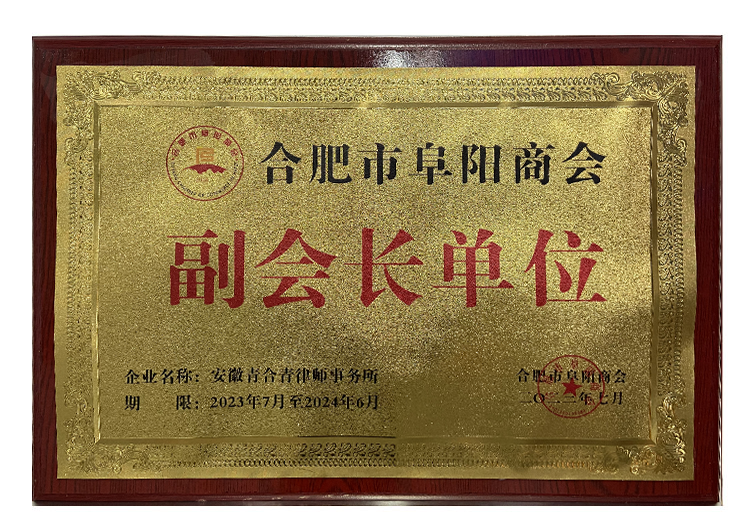 合肥市阜阳商会
副会长单位
企业名称：安徽青合青律师事务所
期　　限：2023年7月至2024年6月
合肥市阜阳商会
二〇二三年七月